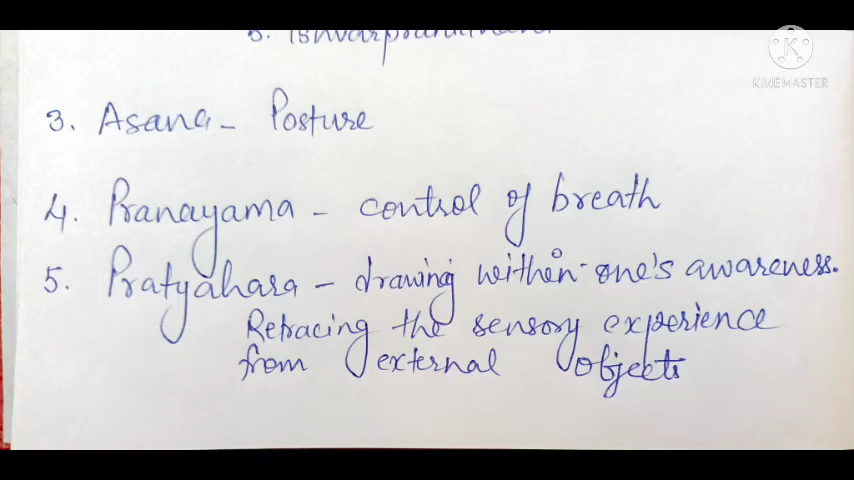 KINEMASTER
3. Asana - Posture
4. Pranayama - control of breath
5. Pratyahara - drawing within one's awareness.
Retracing the sensory experience
from external objects